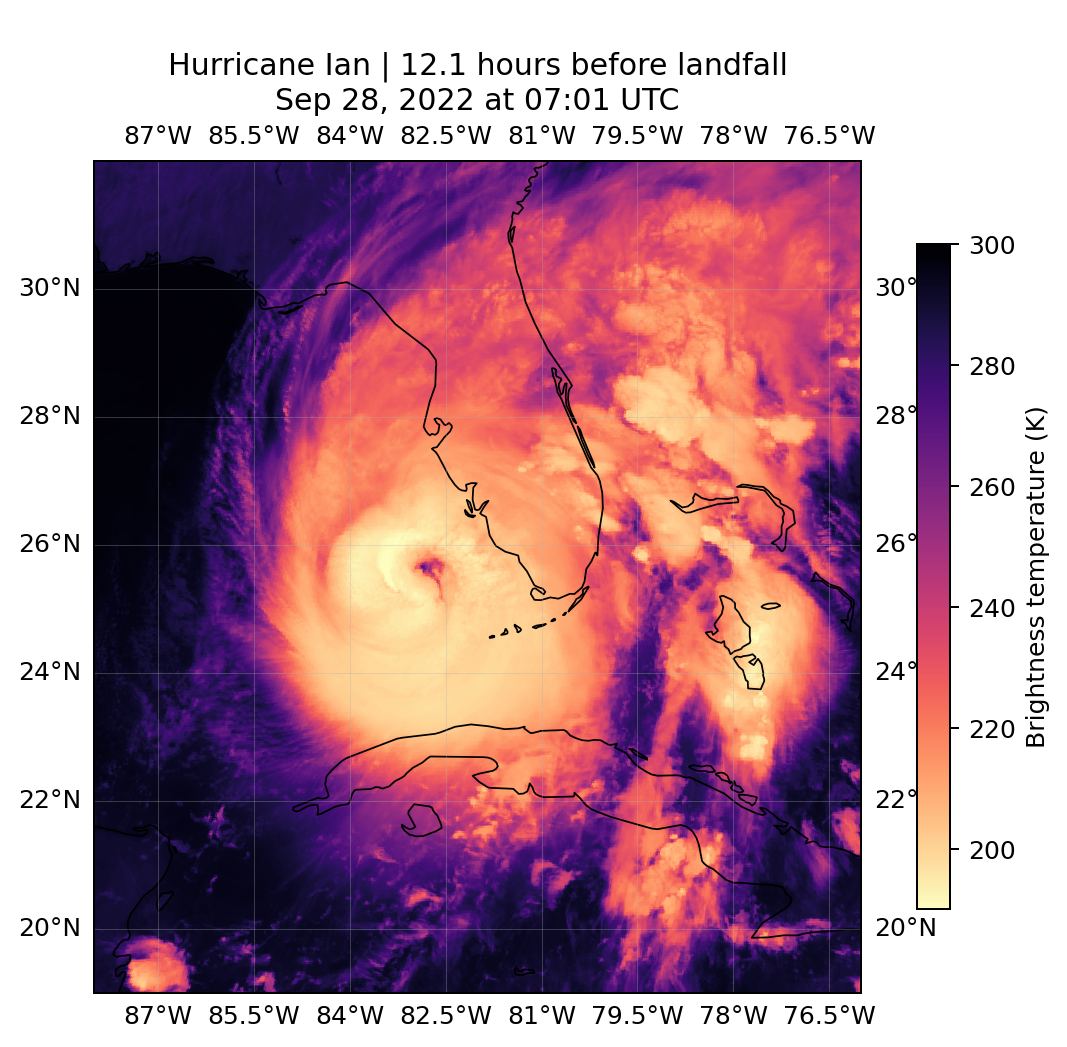 Hurricane Ian | 12.1 hours before landfall
Sep 28, 2022 at 07:01 UTC
87°W 85.5°W 84°W 82.5°W 81°W 79.5°W 78°W 76.5°W
300
30°N 30°
280
28°N 28°
260
26°N 26°
240
24°N 24°
220
22°N 22°
200
20°N 20°N
Brightness temperature (K)
87°W 85.5°W 84°W 82.5°W 81°W 79.5°W 78°W 76.5°W